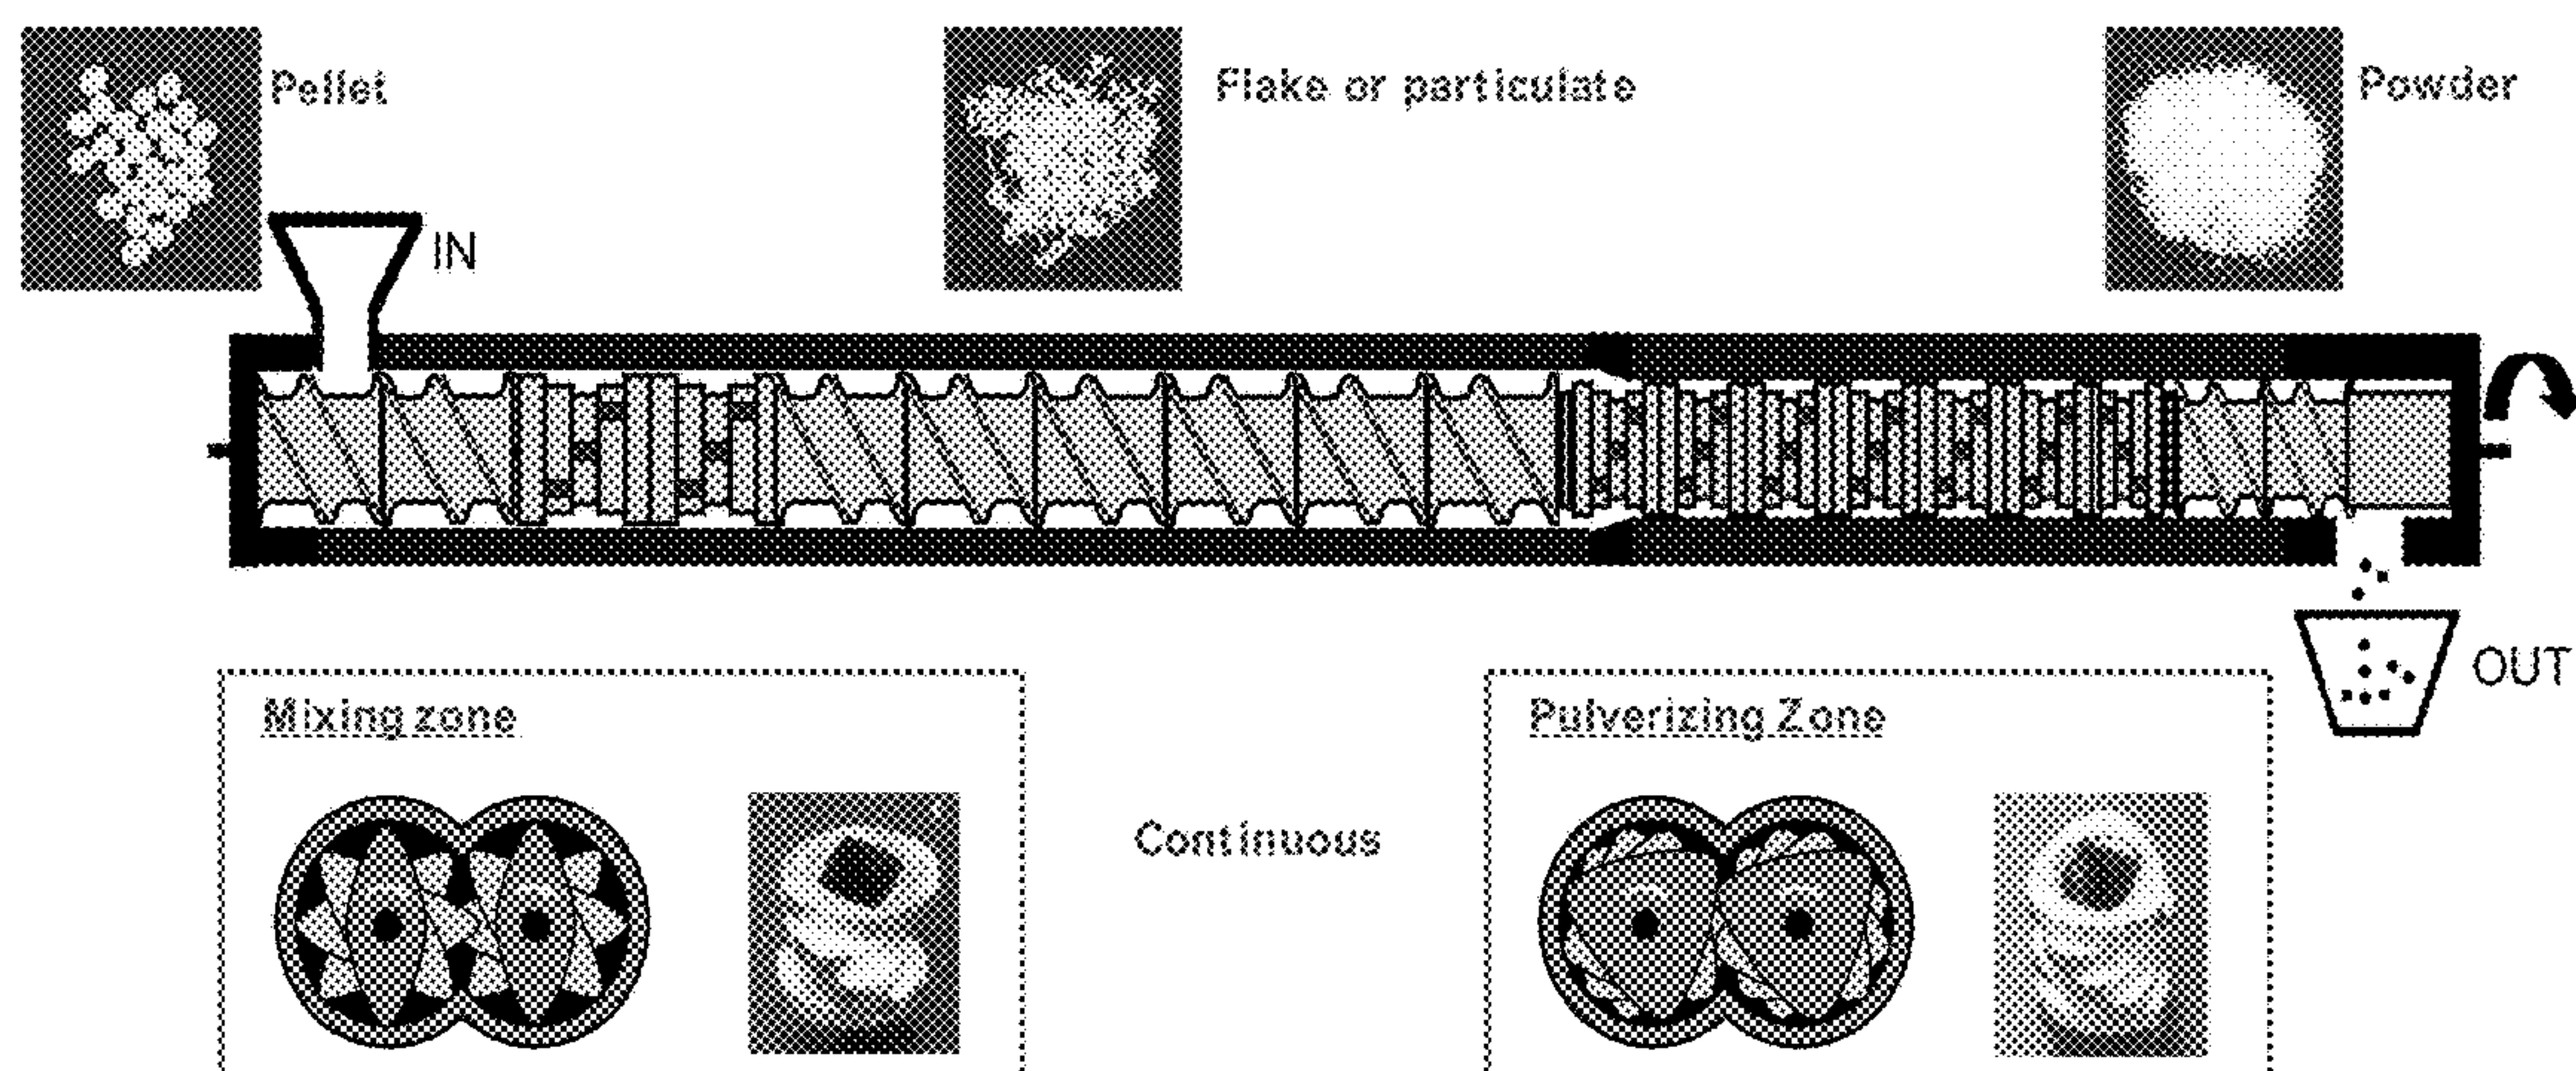 Pellet
Flake or particulate
Powder
IN
OUT
Mixing zone
Continuous
Pulverizing Zone